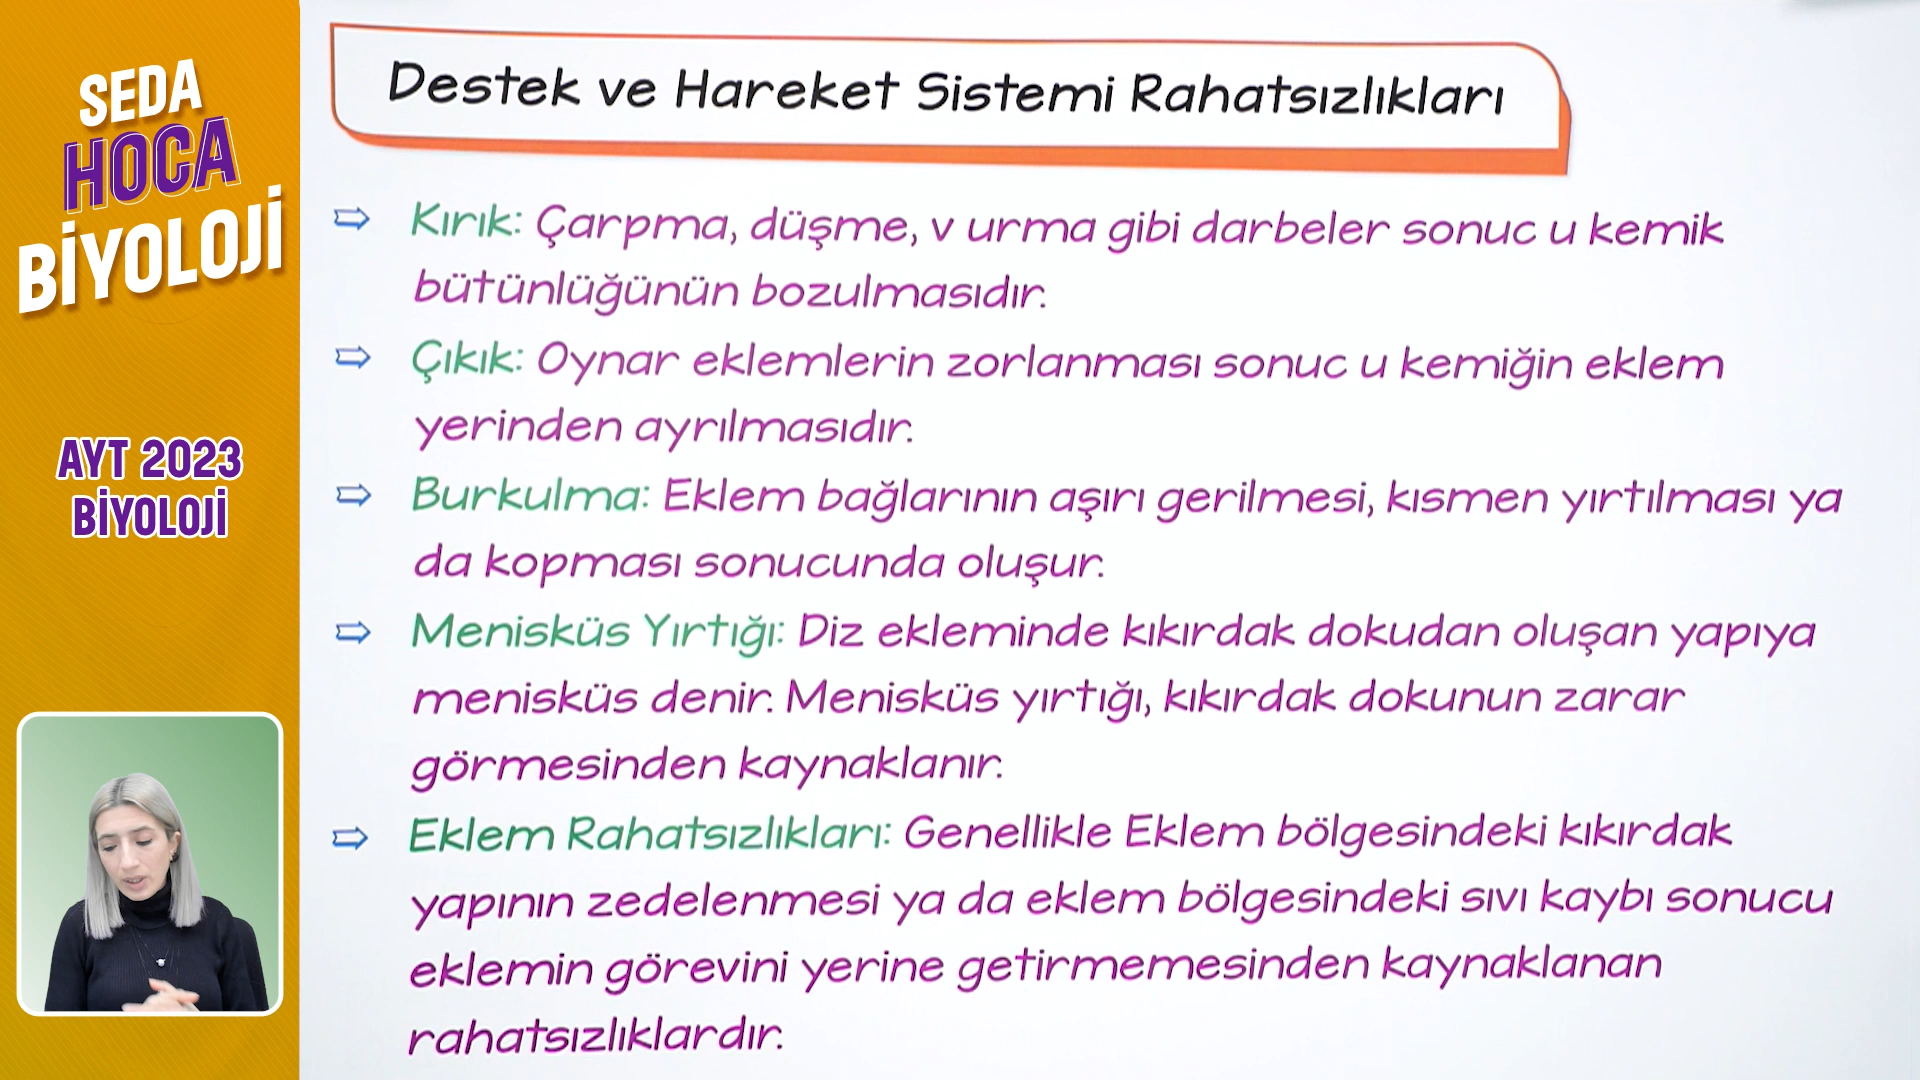 SEDA
HOCA
BİYOLOJİ
AYT 2023
BİYOLOJİ
Destek ve Hareket Sistemi Rahatsızlıkları
⇨ Kırık: Çarpma, düşme, v urma gibi darbeler sonuc u kemik
bütünlüğünün bozulmasıdır.
⇨ Çıkık: Oynar eklemlerin zorlanması sonuc u kemiğin eklem
yerinden ayrılmasıdır.
⇨ Burkulma: Eklem bağlarının aşırı gerilmesi, kısmen yırtılması ya
da kopması sonucunda oluşur.
⇨ Menisküs Yırtığı: Diz ekleminde kıkırdak dokudan oluşan yapıya
menisküs denir. Menisküs yırtığı, kıkırdak dokunun zarar
görmesinden kaynaklanır.
⇨ Eklem Rahatsızlıkları: Genellikle Eklem bölgesindeki kıkırdak
yapının zedelenmesi ya da eklem bölgesindeki sıvı kaybı sonucu
eklemin görevini yerine getirmemesinden kaynaklanan
rahatsızlıklardır.